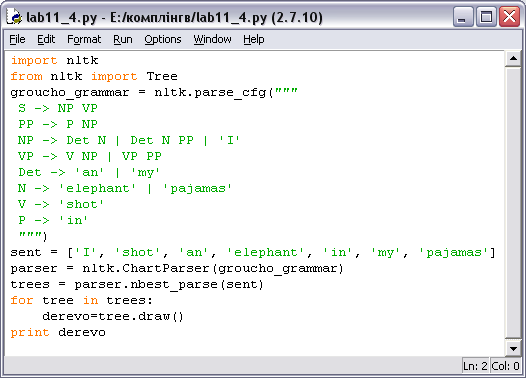 lab11_4.py - E:/комплінгв/lab11_4.py (2.7.10)
File Edit Format Run Options Window Help
import nltk
from nltk import Tree
groucho_grammar = nltk.parse_cfg("""
 S -> NP VP
 PP -> P NP
 NP -> Det N | Det N PP | 'I'
 VP -> V NP | VP PP
 Det -> 'an' | 'my'
 N -> 'elephant' | 'pajamas'
 V -> 'shot'
 P -> 'in'
 """)
sent = ['I', 'shot', 'an', 'elephant', 'in', 'my', 'pajamas']
parser = nltk.ChartParser(groucho_grammar)
trees = parser.nbest_parse(sent)
for tree in trees:
    derevo=tree.draw()
print derevo
Ln: 2 Col: 0